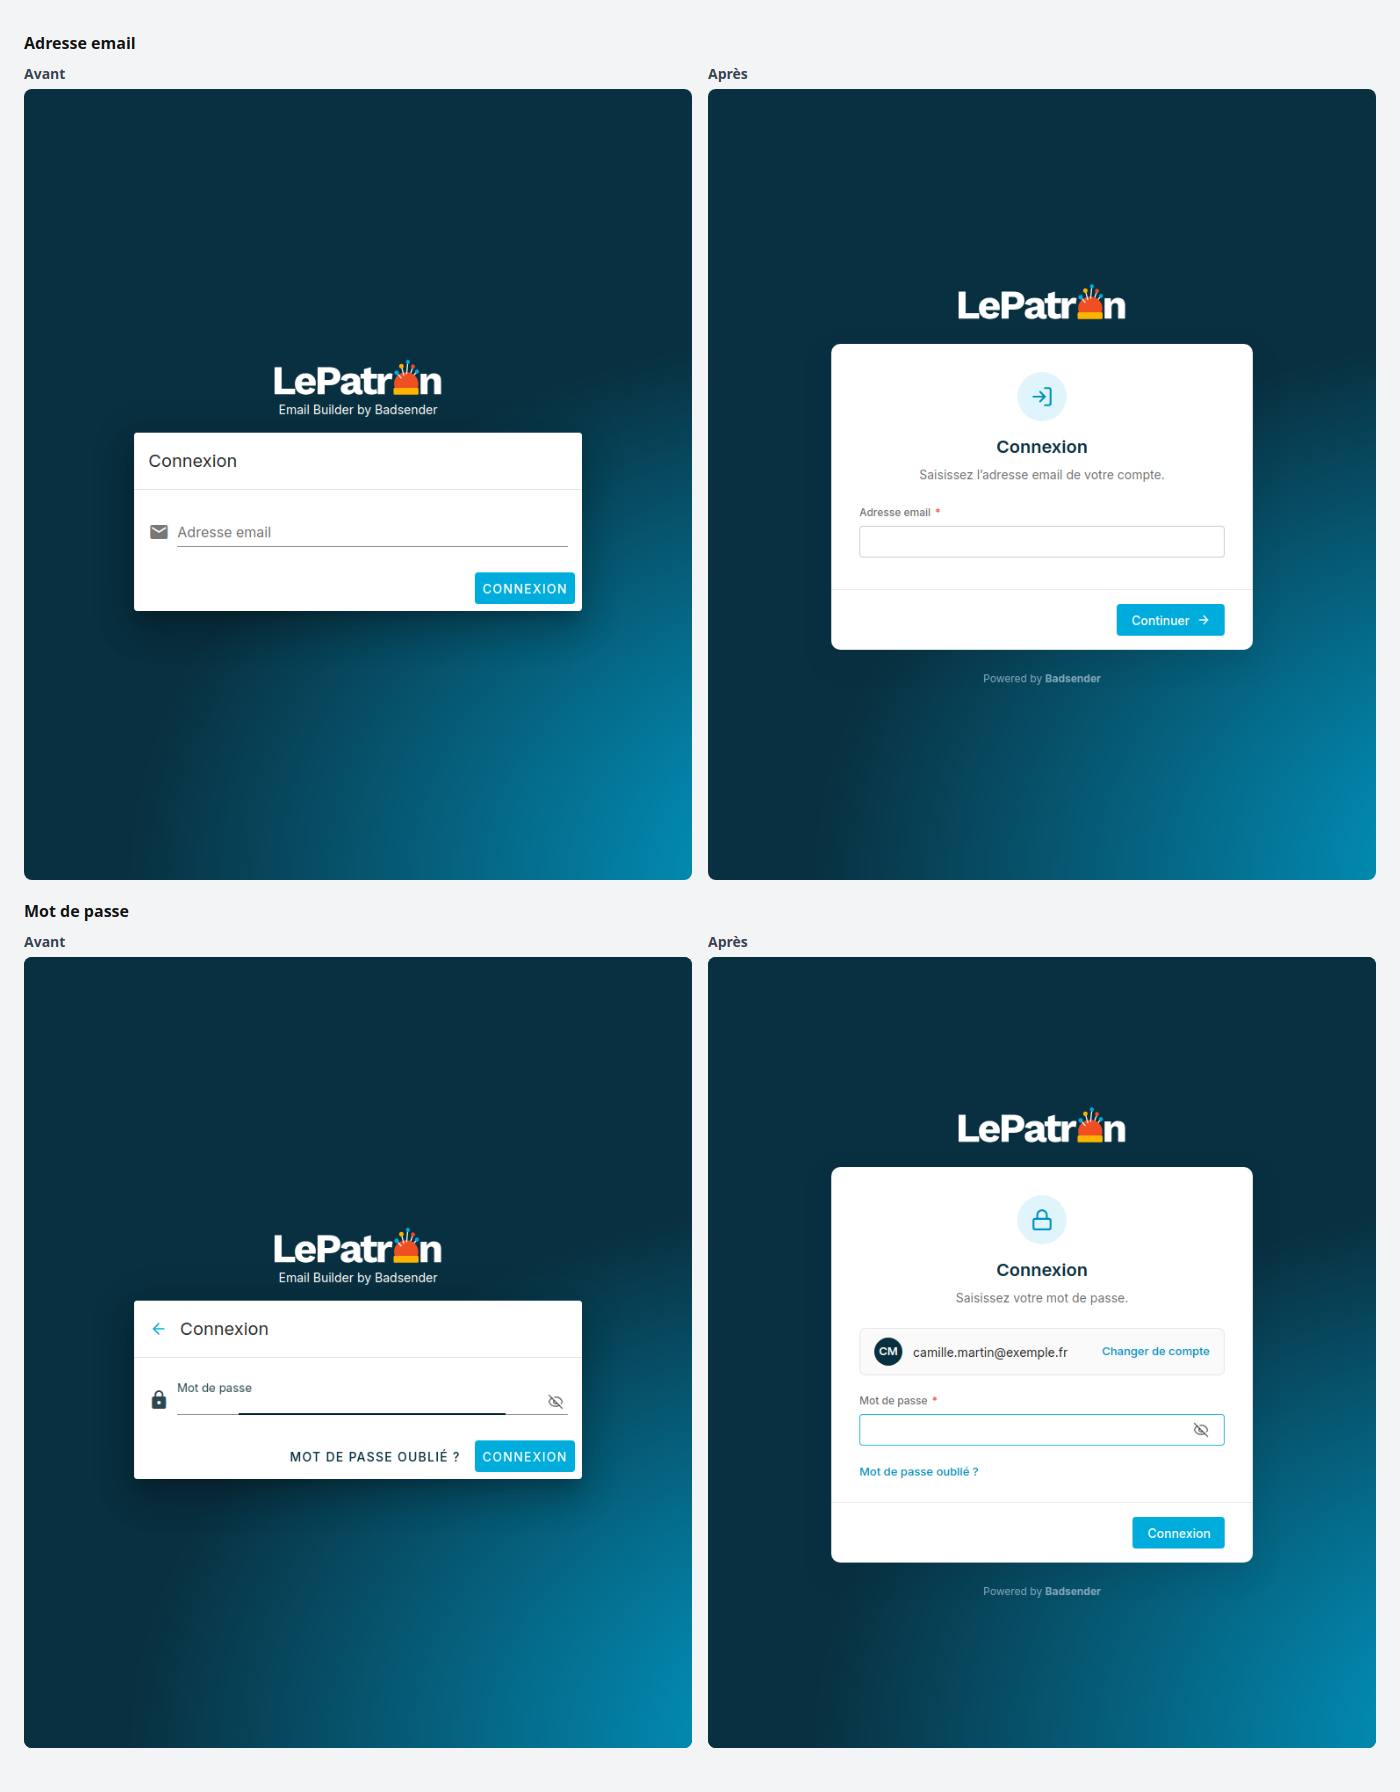 Adresse email
Avant
LePatron
Email Builder by Badsender
Connexion
Adresse email
CONNEXION
Après
LePatron
Connexion
Saisissez l'adresse email de votre compte.
Adresse email *
Continuer
Powered by Badsender
Mot de passe
Avant
LePatron
Email Builder by Badsender
Connexion
Mot de passe
MOT DE PASSE OUBLIÉ ?
CONNEXION
Après
LePatron
Connexion
Saisissez votre mot de passe.
CM camille.martin@exemple.fr Changer de compte
Mot de passe *
Mot de passe oublié ?
Connexion
Powered by Badsender